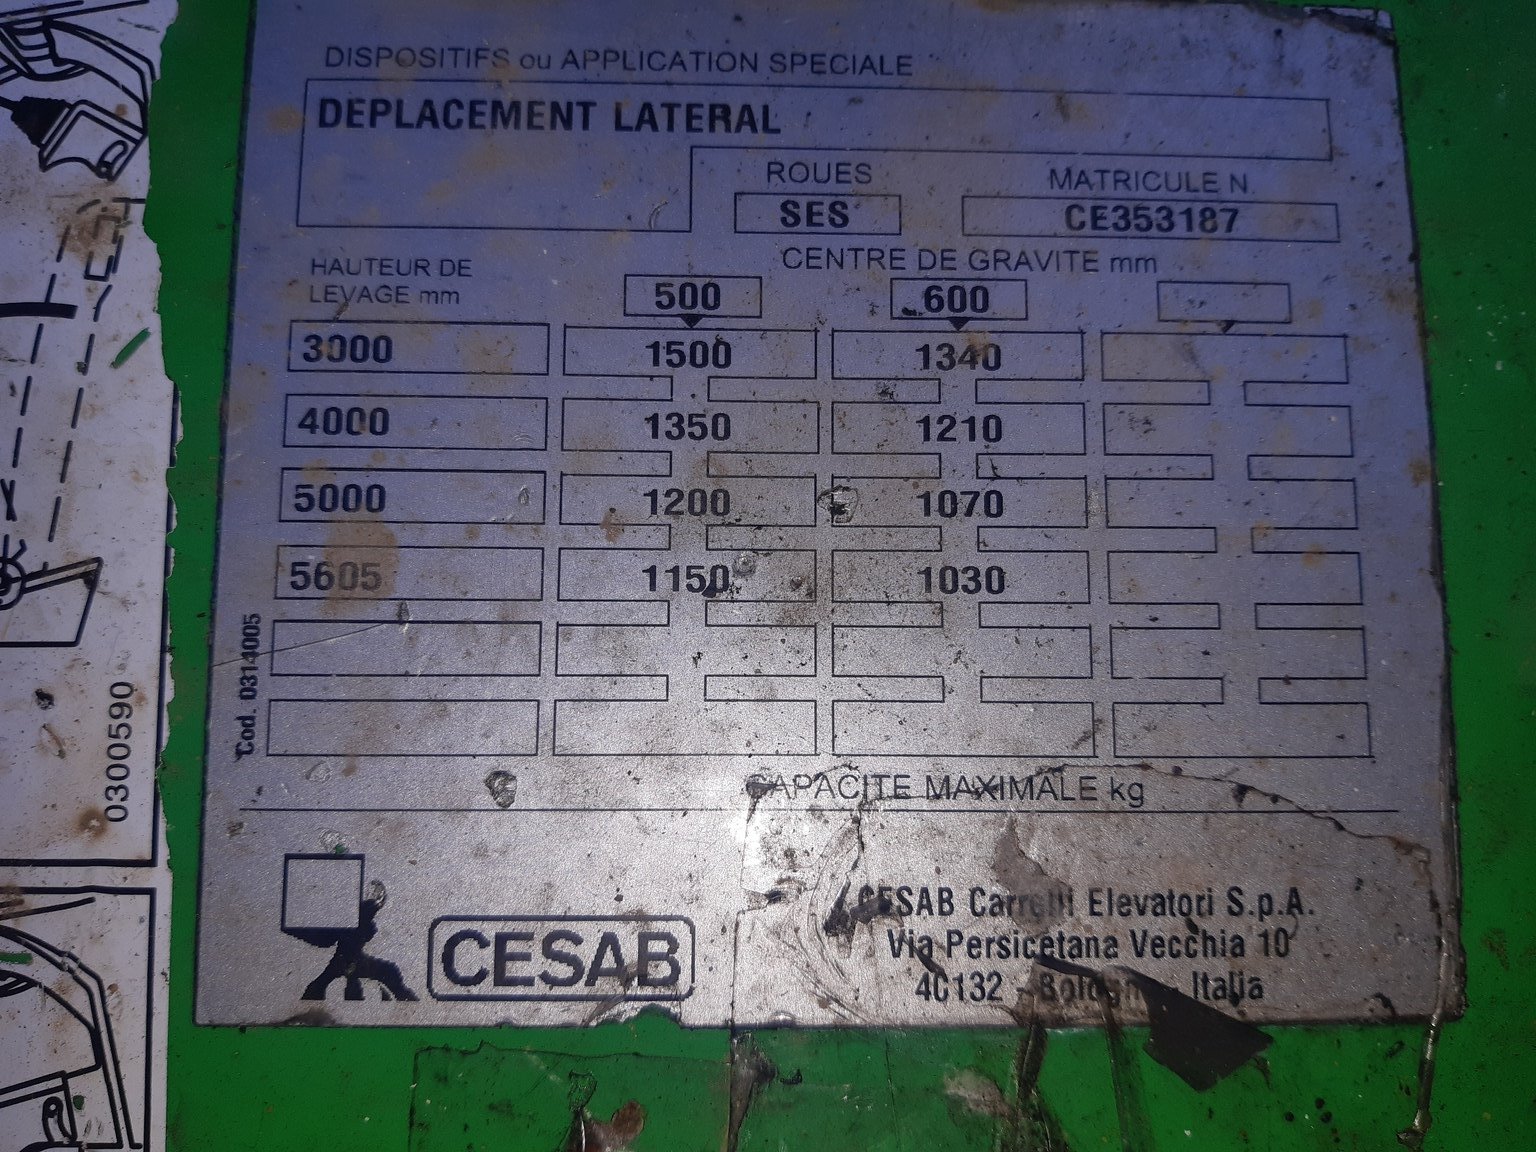 DISPOSITIFS ou APPLICATION SPECIALE
DEPLACEMENT LATERAL
ROUES MATRICULE N.
SES CE353187
HAUTEUR DE LEVAGE mm
CENTRE DE GRAVITE mm
500 600
3000 1500 1340
4000 1350 1210
5000 1200 1070
5605 1150 1030
CAPACITE MAXIMALE kg
Cod. 0314005
0300590
CESAB
CESAB Carrelli Elevatori S.p.A.
Via Persicetana Vecchia 10
40132 - Bologna - Italia